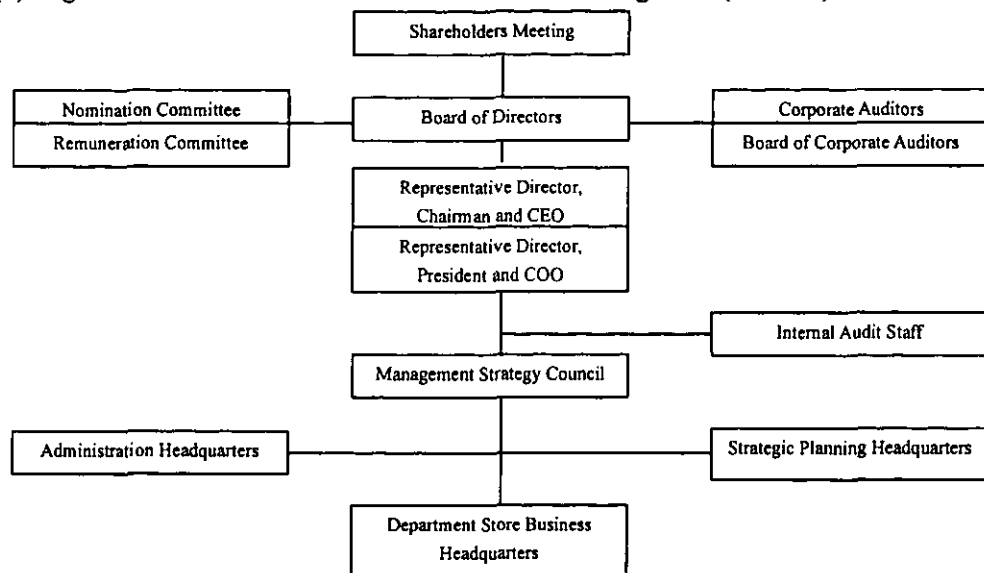 Shareholders Meeting
Nomination Committee
Remuneration Committee
Board of Directors
Corporate Auditors
Board of Corporate Auditors
Representative Director,
Chairman and CEO
Representative Director,
President and COO
Internal Audit Staff
Management Strategy Council
Administration Headquarters
Strategic Planning Headquarters
Department Store Business
Headquarters